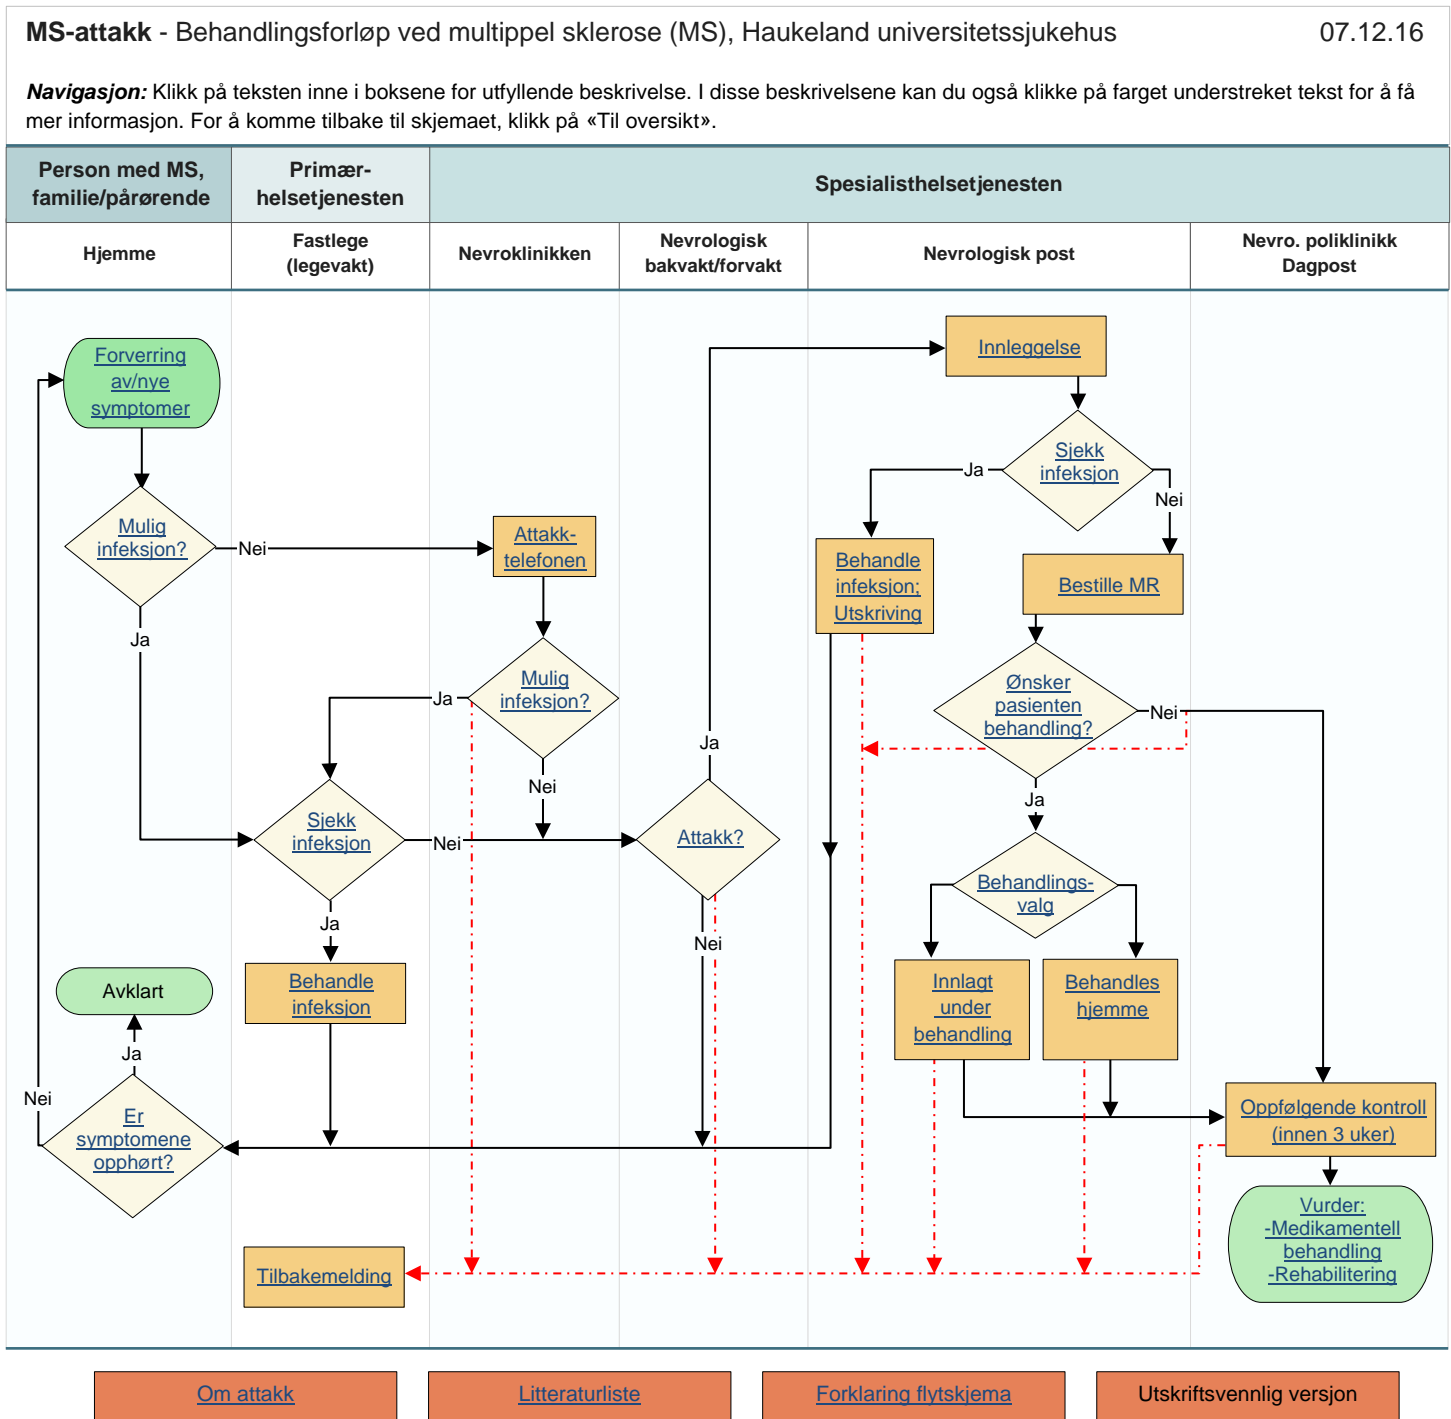 MS-attakk - Behandlingsforløp ved multippel sklerose (MS), Haukeland universitetssjukehus 07.12.16
Navigasjon: Klikk på teksten inne i boksene for utfyllende beskrivelse. I disse beskrivelsene kan du også klikke på farget understreket tekst for å få
mer informasjon. For å komme tilbake til skjemaet, klikk på «Til oversikt».
Person med MS,
familie/pårørende
Primær-
helsetjenesten
Spesialisthelsetjenesten
Hjemme
Fastlege
(legevakt)
Nevroklinikken
Nevrologisk
bakvakt/forvakt
Nevrologisk post
Nevro. poliklinikk
Dagpost
Forverring
av/nye
symptomer
Innleggelse
Sjekk
infeksjon
Ja
Nei
Mulig
infeksjon?
Nei
Ja
Attakk-
telefonen
Behandle
infeksjon;
Utskriving
Bestille MR
Mulig
infeksjon?
Ja
Nei
Ønsker
pasienten
behandling?
Nei
Ja
Sjekk
infeksjon
Nei
Ja
Attakk?
Ja
Nei
Behandlings-
valg
Behandle
infeksjon
Innlagt
under
behandling
Behandles
hjemme
Avklart
Ja
Nei
Er
symptomene
opphørt?
Oppfølgende kontroll
(innen 3 uker)
Vurder:
-Medikamentell
behandling
-Rehabilitering
Tilbakemelding
Om attakk
Litteraturliste
Forklaring flytskjema
Utskriftsvennlig versjon